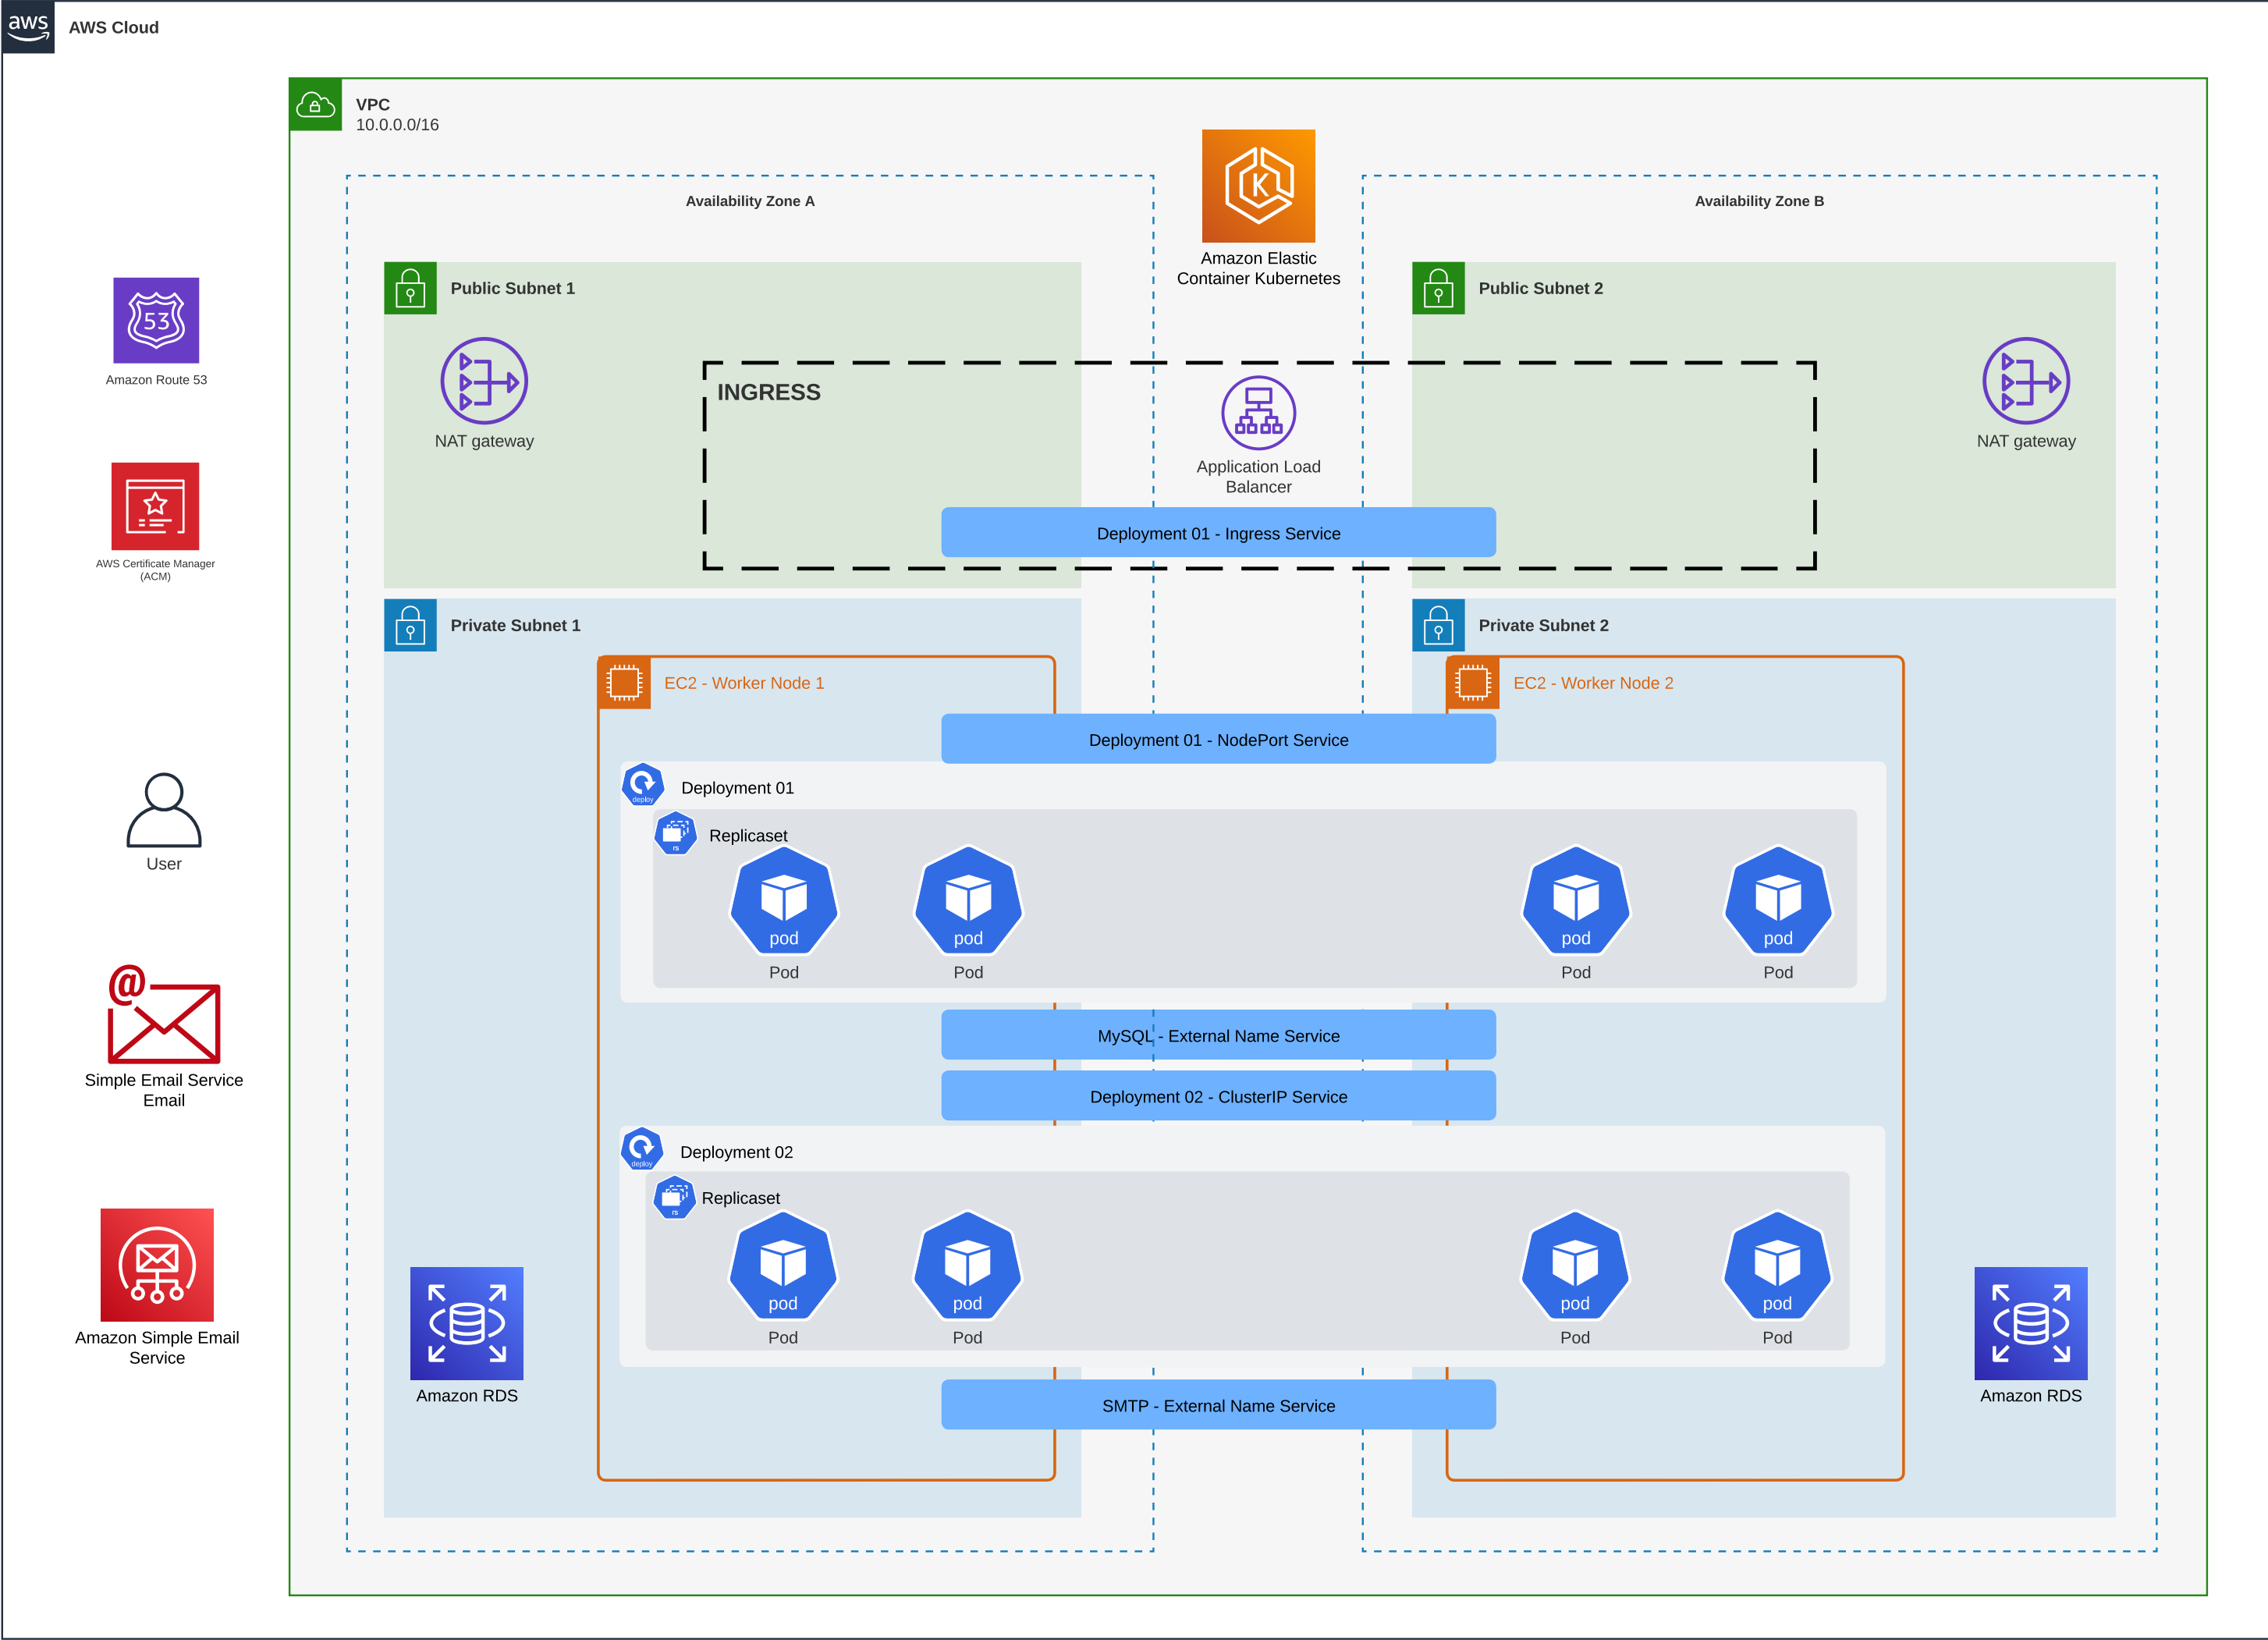 aws
AWS Cloud
VPC
10.0.0.0/16
Amazon Elastic
Container Kubernetes
Availability Zone A
Availability Zone B
Public Subnet 1
Public Subnet 2
53
Amazon Route 53
NAT gateway
INGRESS
Application Load
Balancer
NAT gateway
Deployment 01 - Ingress Service
AWS Certificate Manager
(ACM)
Private Subnet 1
Private Subnet 2
EC2 - Worker Node 1
EC2 - Worker Node 2
Deployment 01 - NodePort Service
deploy
Deployment 01
rs
Replicaset
pod
Pod
pod
Pod
pod
Pod
pod
Pod
User
MySQL - External Name Service
@
Simple Email Service
Email
Deployment 02 - ClusterIP Service
deploy
Deployment 02
rs
Replicaset
pod
Pod
pod
Pod
pod
Pod
pod
Pod
Amazon Simple Email
Service
Amazon RDS
Amazon RDS
SMTP - External Name Service